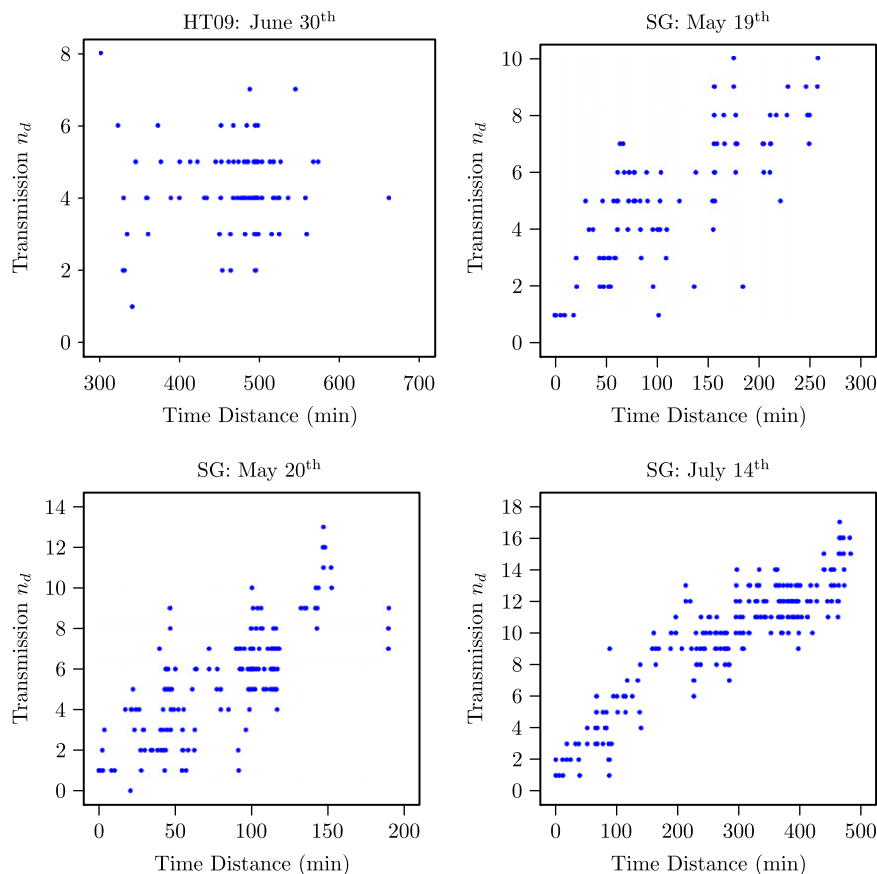 HT09: June 30th
8
6
4
2
0
Transmission n_d
300 400 500 600 700
Time Distance (min)
SG: May 19th
10
8
6
4
2
0
Transmission n_d
0 50 100 150 200 250 300
Time Distance (min)
SG: May 20th
14
12
10
8
6
4
2
0
Transmission n_d
0 50 100 150 200
Time Distance (min)
SG: July 14th
18
16
14
12
10
8
6
4
2
0
Transmission n_d
0 100 200 300 400 500
Time Distance (min)